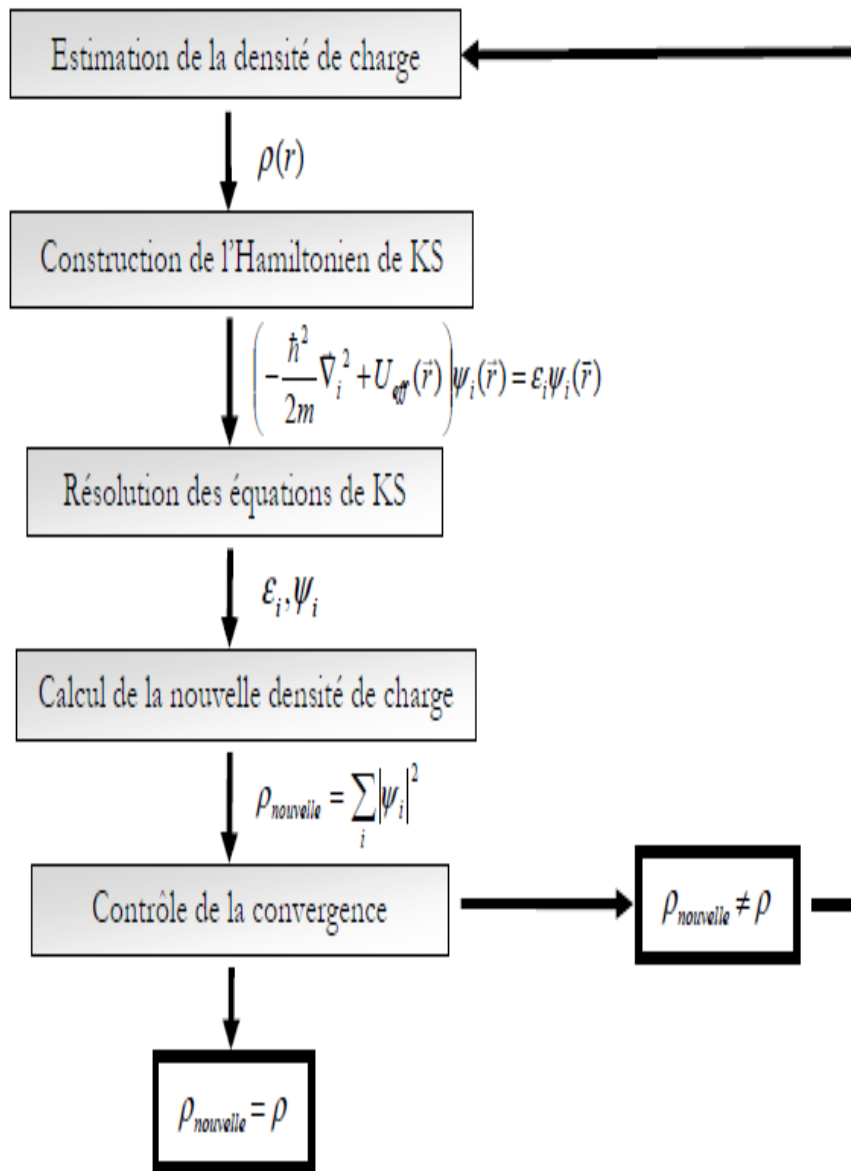 Estimation de la densité de charge
ρ(r)
Construction de l'Hamiltonien de KS
(-ħ²/2m ∇⃗ᵢ² + U_eff(r⃗))ψᵢ(r⃗) = εᵢψᵢ(r⃗)
Résolution des équations de KS
εᵢ,ψᵢ
Calcul de la nouvelle densité de charge
ρ_nouvelle = ∑ᵢ|ψᵢ|²
Contrôle de la convergence
ρ_nouvelle ≠ ρ
ρ_nouvelle = ρ